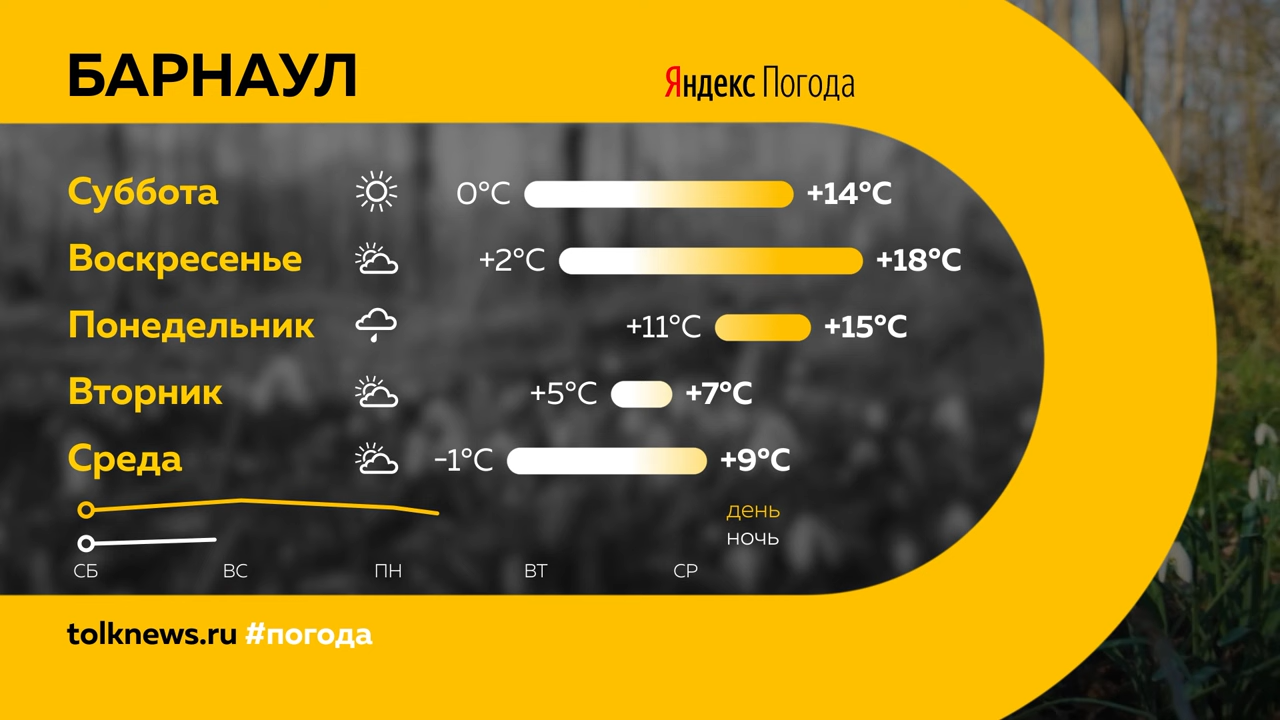 БАРНАУЛ
Яндекс Погода
Суббота 0°C +14°C
Воскресенье +2°C +18°C
Понедельник +11°C +15°C
Вторник +5°C +7°C
Среда -1°C +9°C
день
ночь
СБ ВС ПН ВТ СР
tolknews.ru #погода